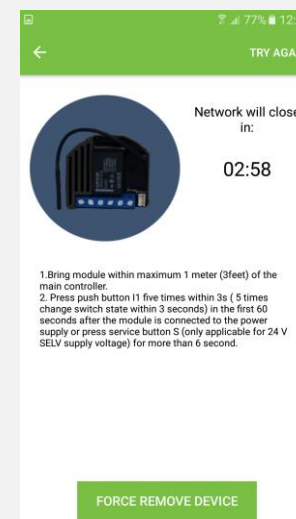 77% 12:
TRY AGA
Network will close
in:
02:58
1.Bring module within maximum 1 meter (3feet) of the
main controller.
2. Press push button I1 five times within 3s ( 5 times
change switch state within 3 seconds) in the first 60
seconds after the module is connected to the power
supply or press service button S (only applicable for 24 V
SELV supply voltage) for more than 6 second.
FORCE REMOVE DEVICE